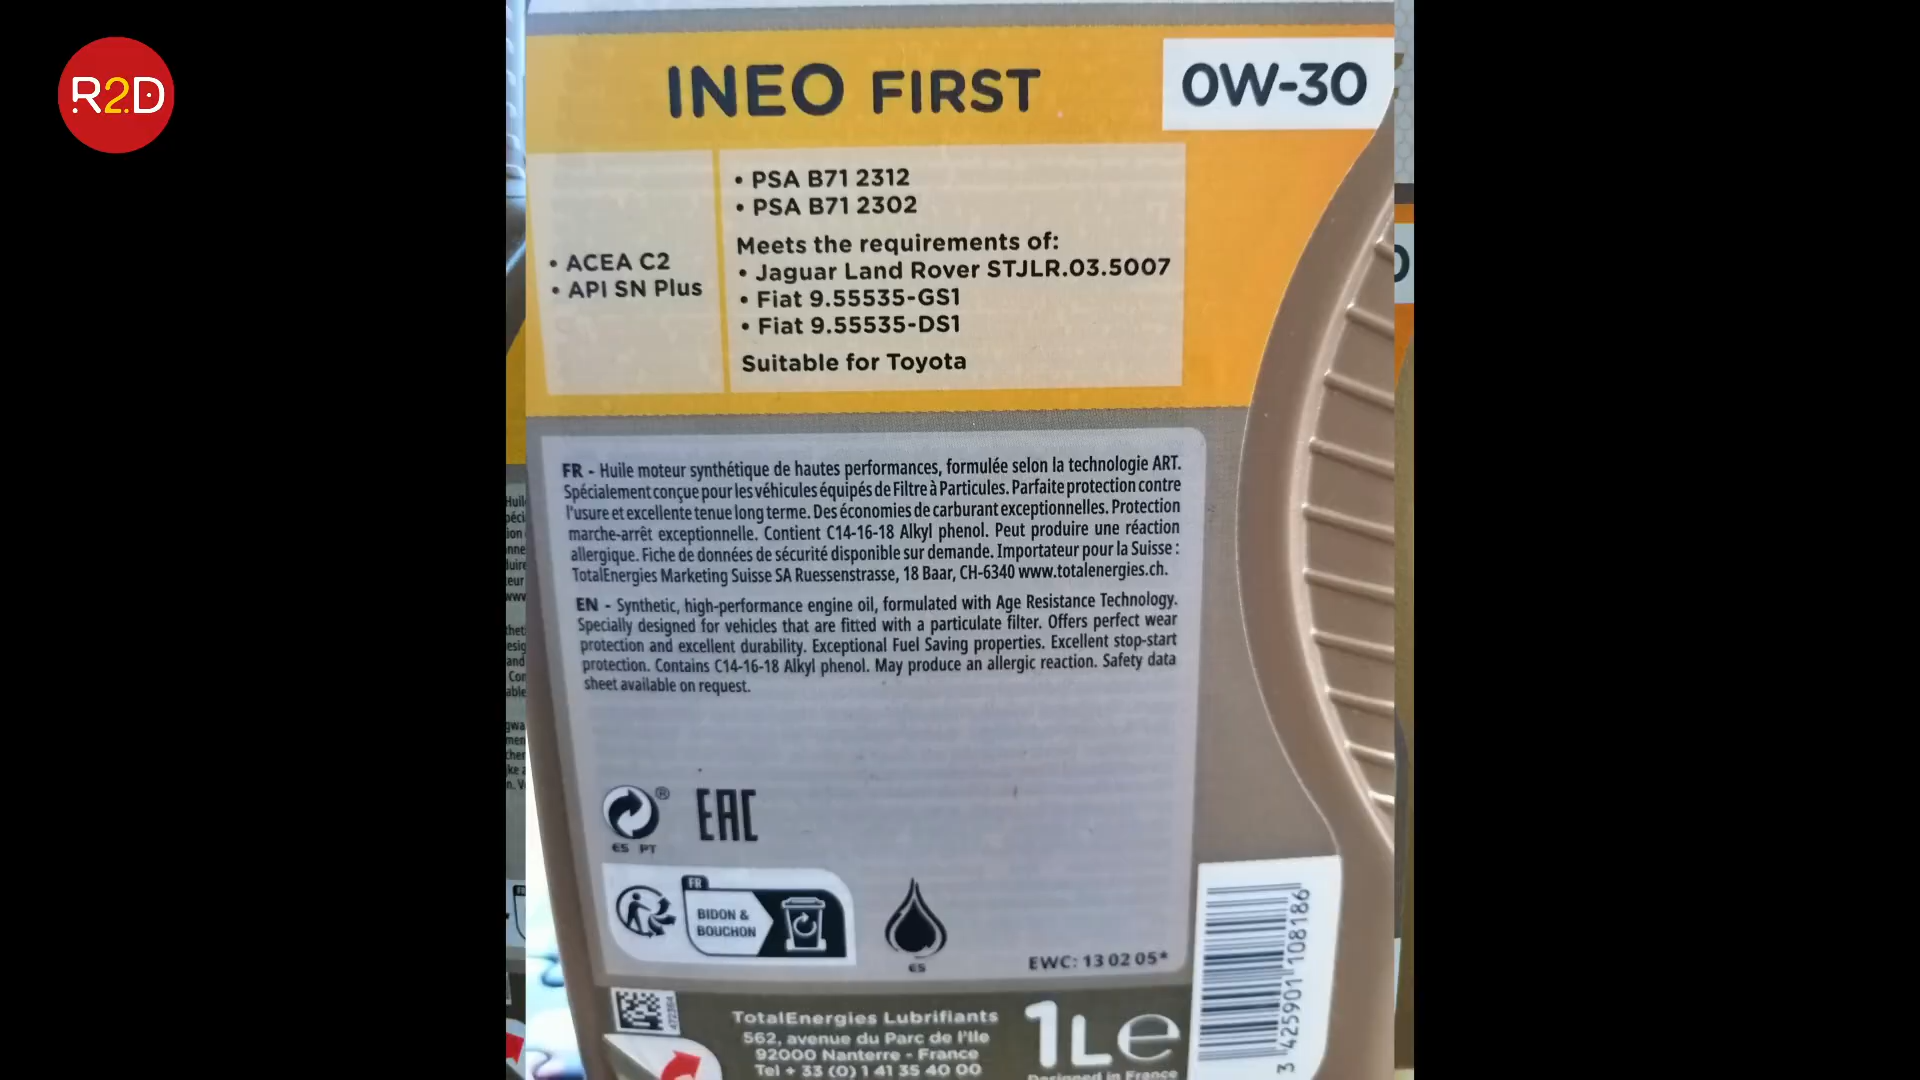 R2D
INEO FIRST
0W-30
• ACEA C2
• API SN Plus
• PSA B71 2312
• PSA B71 2302
Meets the requirements of:
• Jaguar Land Rover STJLR.03.5007
• Fiat 9.55535-GS1
• Fiat 9.55535-DS1
Suitable for Toyota
FR - Huile moteur synthétique de hautes performances, formulée selon la technologie ART.
Spécialement conçue pour les véhicules équipés de Filtre à Particules. Parfaite protection contre
l'usure et excellente tenue long terme. Des économies de carburant exceptionnelles. Protection
marche-arrêt exceptionnelle. Contient C14-16-18 Alkyl phenol. Peut produire une réaction
allergique. Fiche de données de sécurité disponible sur demande. Importateur pour la Suisse :
TotalEnergies Marketing Suisse SA Ruessenstrasse, 18 Baar, CH-6340 www.totalenergies.ch.
EN - Synthetic, high-performance engine oil, formulated with Age Resistance Technology.
Specially designed for vehicles that are fitted with a particulate filter. Offers perfect wear
protection and excellent durability. Exceptional Fuel Saving properties. Excellent stop-start
protection. Contains C14-16-18 Alkyl phenol. May produce an allergic reaction. Safety data
sheet available on request.
®
ES PT
EAC
FR
BIDON &
BOUCHON
ES
EWC: 13 02 05*
TotalEnergies Lubrifiants
562, avenue du Parc de l'Ile
92000 Nanterre - France
Tel + 33 (0) 1 41 35 40 00
1L e
Designed in France
3 425901 108186